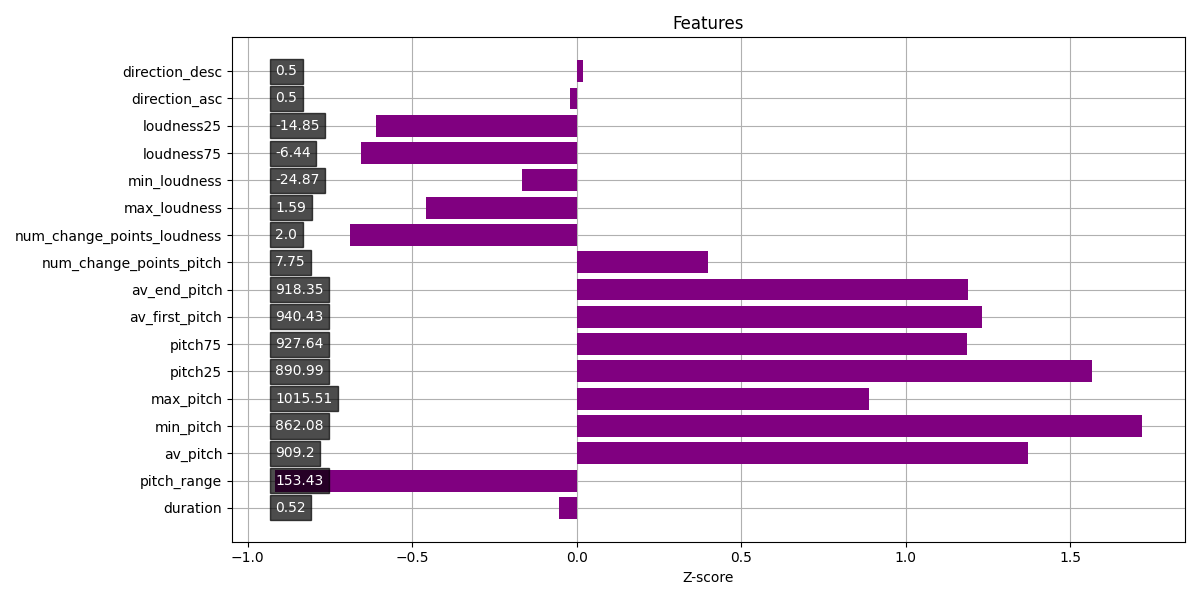 Features
direction_desc 0.5
direction_asc 0.5
loudness25 -14.85
loudness75 -6.44
min_loudness -24.87
max_loudness 1.59
num_change_points_loudness 2.0
num_change_points_pitch 7.75
av_end_pitch 918.35
av_first_pitch 940.43
pitch75 927.64
pitch25 890.99
max_pitch 1015.51
min_pitch 862.08
av_pitch 909.2
pitch_range 153.43
duration 0.52
−1.0 −0.5 0.0 0.5 1.0 1.5
Z-score